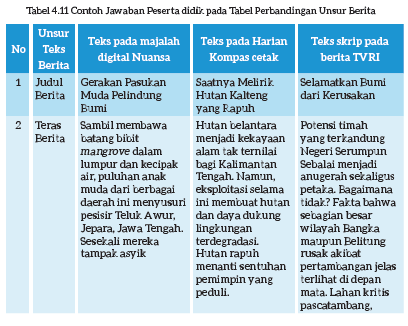 Tabel 4.11 Contoh Jawaban Peserta didik pada Tabel Perbandingan Unsur Berita
No
Unsur
Teks
Berita
Teks pada majalah
digital Nuansa
Teks pada Harian
Kompas cetak
Teks skrip pada
berita TVRI
1
Judul
Berita
Gerakan Pasukan
Muda Pelindung
Bumi
Saatnya Melirik
Hutan Kalteng
yang Rapuh
Selamatkan Bumi
dari Kerusakan
2
Teras
Berita
Sambil membawa
batang bibit
mangrove dalam
lumpur dan kecipak
air, puluhan anak
muda dari berbagai
daerah ini menyusuri
pesisir Teluk Awur,
Jepara, Jawa Tengah.
Sesekali mereka
tampak asyik
Hutan belantara
menjadi kekayaan
alam tak ternilai
bagi Kalimantan
Tengah. Namun,
eksploitasi selama
ini membuat hutan
dan daya dukung
lingkungan
terdegradasi.
Hutan rapuh
menanti sentuhan
pemimpin yang
peduli.
Potensi timah
yang terkandung
Negeri Serumpun
Sebalai menjadi
anugerah sekaligus
petaka. Bagaimana
tidak? Fakta bahwa
sebagian besar
wilayah Bangka
maupun Belitung
rusak akibat
pertambangan jelas
terlihat di depan
mata. Lahan kritis
pascatambang,